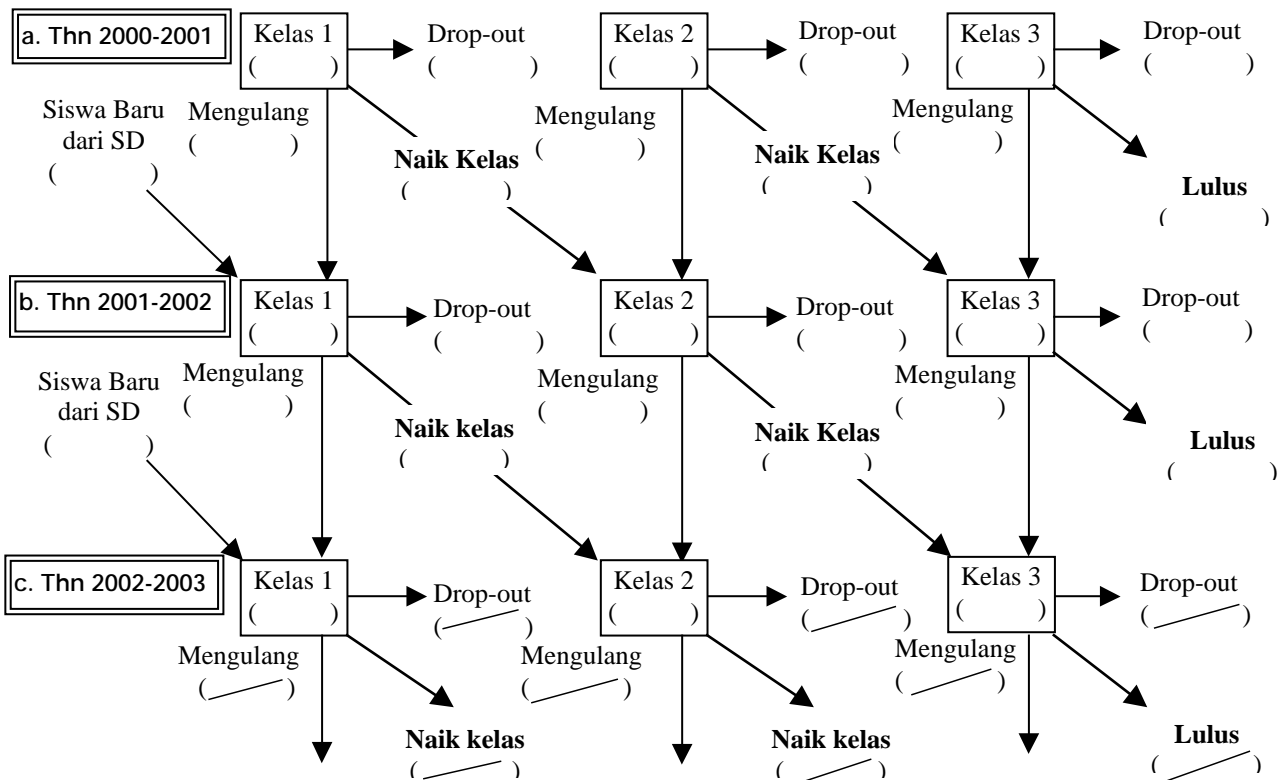 a. Thn 2000-2001
Kelas 1
( )
Drop-out
( )
Kelas 2
( )
Drop-out
( )
Kelas 3
( )
Drop-out
( )
Siswa Baru
dari SD
( )
Mengulang
( )
Naik Kelas
( )
Mengulang
( )
Naik Kelas
( )
Mengulang
( )
Lulus
( )
b. Thn 2001-2002
Kelas 1
( )
Drop-out
( )
Kelas 2
( )
Drop-out
( )
Kelas 3
( )
Drop-out
( )
Siswa Baru
dari SD
( )
Mengulang
( )
Naik kelas
( )
Mengulang
( )
Naik Kelas
( )
Mengulang
( )
Lulus
( )
c. Thn 2002-2003
Kelas 1
( )
Drop-out
( )
Kelas 2
( )
Drop-out
( )
Kelas 3
( )
Drop-out
( )
Mengulang
( )
Naik kelas
( )
Mengulang
( )
Naik kelas
( )
Mengulang
( )
Lulus
( )